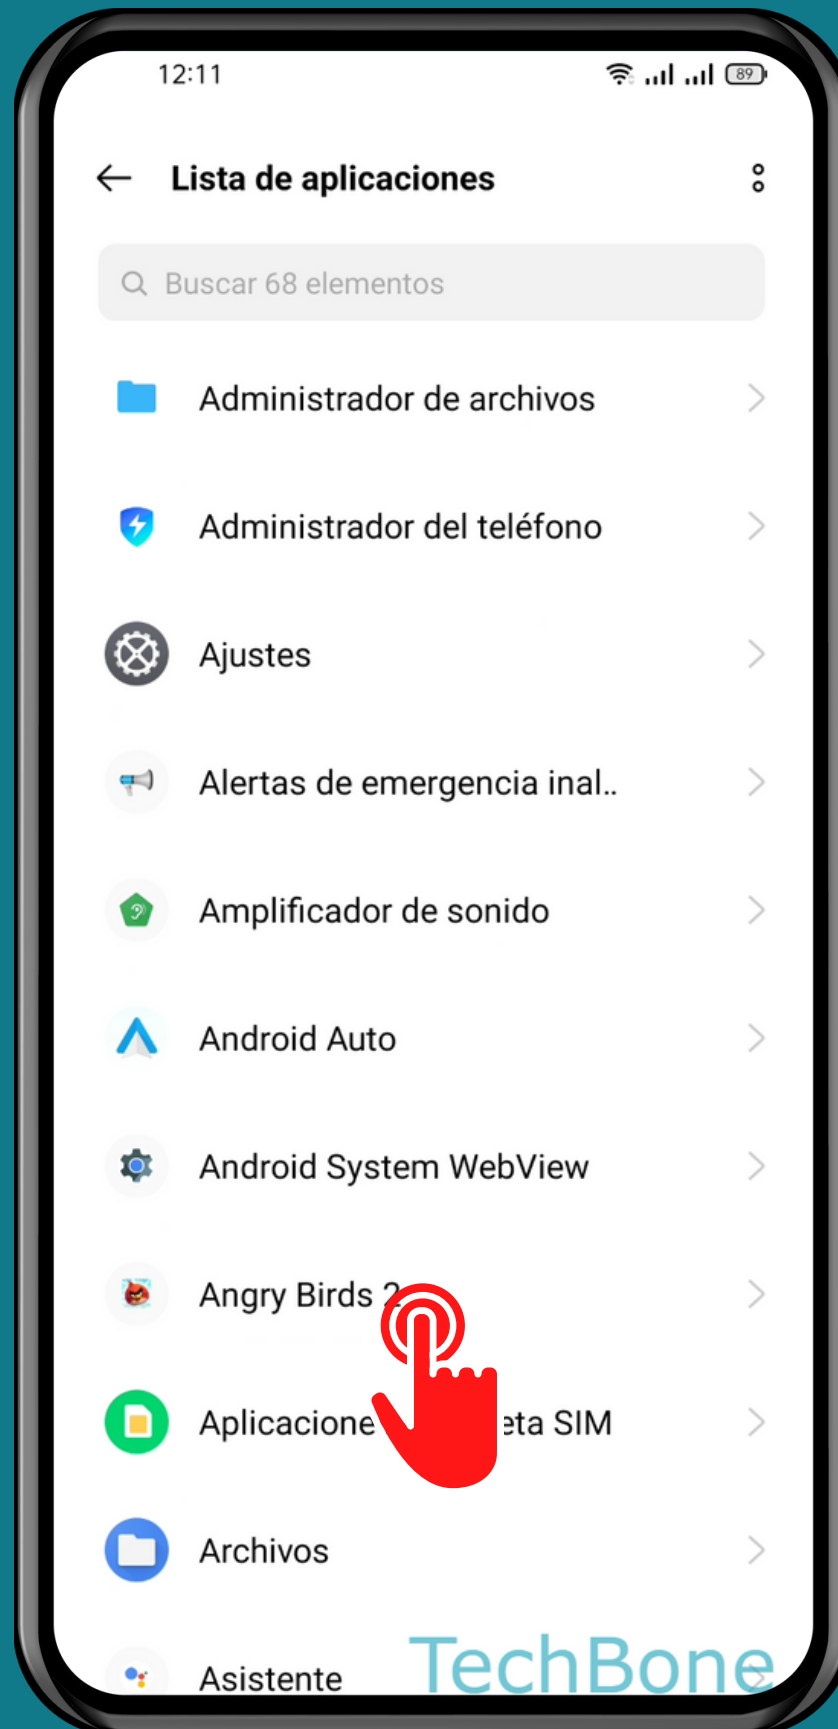 12:11
89
Lista de aplicaciones
Buscar 68 elementos
Administrador de archivos
Administrador del teléfono
Ajustes
Alertas de emergencia inal..
Amplificador de sonido
Android Auto
Android System WebView
Angry Birds 2
Aplicacione eta SIM
Archivos
Asistente
TechBone